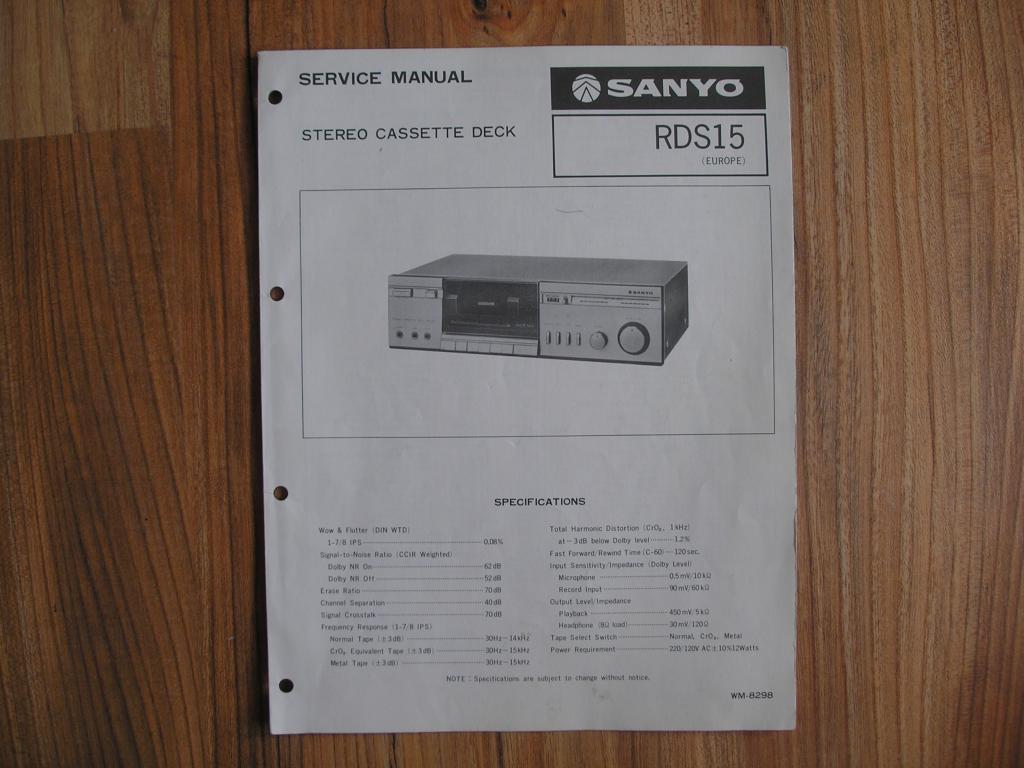 SERVICE MANUAL
SANYO
STEREO CASSETTE DECK
RDS15
(EUROPE)
SANYO
SPECIFICATIONS
Wow & Flutter (DIN WTD)
1-7/8 IPS 0.08%
Signal-to-Noise Ratio (CCIR Weighted)
Dolby NR On 62dB
Dolby NR Off 52dB
Erase Ratio 70dB
Channel Separation 40dB
Signal Crosstalk 70dB
Frequency Response (1-7/8 IPS)
Normal Tape (±3dB) 30Hz–14kHz
CrO₂ Equivalent Tape (±3dB) 30Hz–15kHz
Metal Tape (±3dB) 30Hz–15kHz
Total Harmonic Distortion (CrO₂, 1kHz)
at −3dB below Dolby level 1.2%
Fast Forward/Rewind Time (C-60) 120sec.
Input Sensitivity/Impedance (Dolby Level)
Microphone 0.5mV/10kΩ
Record Input 90mV/60kΩ
Output Level/Impedance
Playback 450mV/5kΩ
Headphone (8Ω load) 30mV/120Ω
Tape Select Switch Normal, CrO₂, Metal
Power Requirement 220/120V AC±10%12Watts
NOTE : Specifications are subject to change without notice.
WM-8298